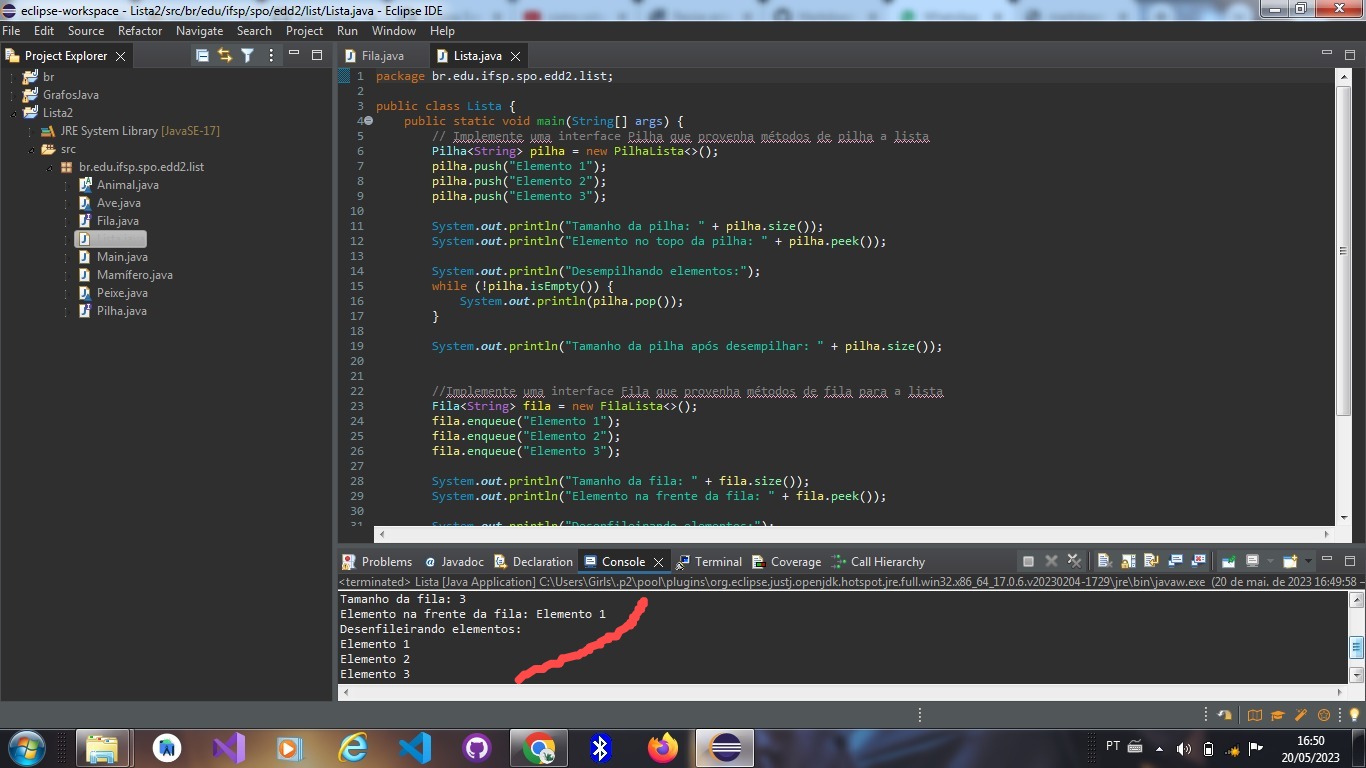 eclipse-workspace - Lista2/src/br/edu/ifsp/spo/edd2/list/Lista.java - Eclipse IDE
File Edit Source Refactor Navigate Search Project Run Window Help
Project Explorer
br
GrafosJava
Lista2
JRE System Library [JavaSE-17]
src
br.edu.ifsp.spo.edd2.list
Animal.java
Ave.java
Fila.java
Main.java
Mamífero.java
Peixe.java
Pilha.java
Fila.java Lista.java
1 package br.edu.ifsp.spo.edd2.list;
2
3 public class Lista {
4 public static void main(String[] args) {
5 // Implemente uma interface Pilha que provenha métodos de pilha a lista
6 Pilha<String> pilha = new PilhaLista<>();
7 pilha.push("Elemento 1");
8 pilha.push("Elemento 2");
9 pilha.push("Elemento 3");
10
11 System.out.println("Tamanho da pilha: " + pilha.size());
12 System.out.println("Elemento no topo da pilha: " + pilha.peek());
13
14 System.out.println("Desempilhando elementos:");
15 while (!pilha.isEmpty()) {
16 System.out.println(pilha.pop());
17 }
18
19 System.out.println("Tamanho da pilha após desempilhar: " + pilha.size());
20
21
22 //Implemente uma interface Fila que provenha métodos de fila para a lista
23 Fila<String> fila = new FilaLista<>();
24 fila.enqueue("Elemento 1");
25 fila.enqueue("Elemento 2");
26 fila.enqueue("Elemento 3");
27
28 System.out.println("Tamanho da fila: " + fila.size());
29 System.out.println("Elemento na frente da fila: " + fila.peek());
30
31 System.out.println("Desenfileirando elementos:");
Problems Javadoc Declaration Console Terminal Coverage Call Hierarchy
<terminated> Lista [Java Application] C:\Users\Girls\.p2\pool\plugins\org.eclipse.justj.openjdk.hotspot.jre.full.win32.x86_64_17.0.6.v20230204-1729\jre\bin\javaw.exe (20 de mai. de 2023 16:49:58 –
Tamanho da fila: 3
Elemento na frente da fila: Elemento 1
Desenfileirando elementos:
Elemento 1
Elemento 2
Elemento 3
PT
16:50
20/05/2023